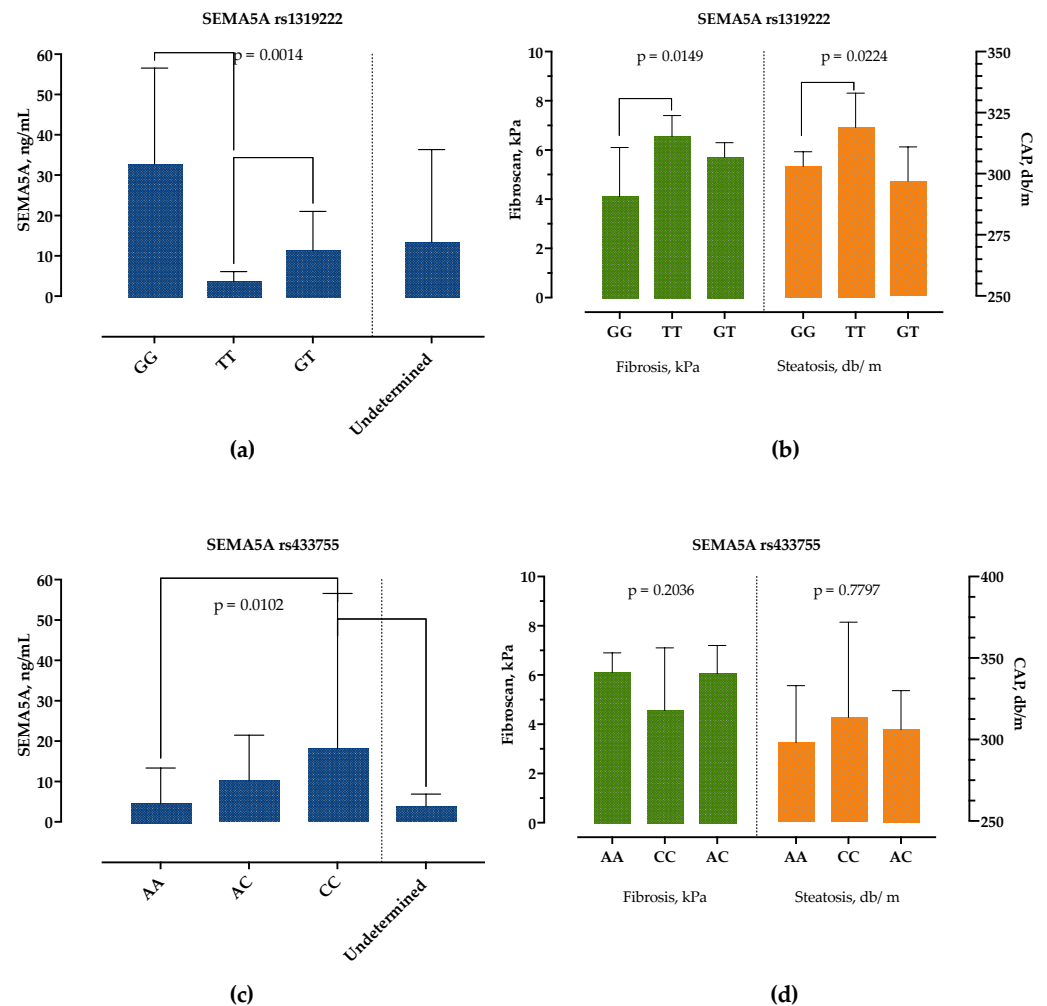 SEMA5A rs1319222
p = 0.0014
SEMA5A, ng/mL
60
50
40
30
20
10
0
GG
TT
GT
Undetermined
(a)
SEMA5A rs1319222
p = 0.0149
p = 0.0224
Fibroscan, kPa
10
8
6
4
2
0
350
325
300
275
250
CAP, db/m
GG TT GT GG TT GT
Fibrosis, kPa
Steatosis, db/ m
(b)
SEMA5A rs433755
p = 0.0102
SEMA5A, ng/mL
60
50
40
30
20
10
0
AA
AC
CC
Undetermined
(c)
SEMA5A rs433755
p = 0.2036
p = 0.7797
Fibroscan, kPa
10
8
6
4
2
0
400
350
300
250
CAP, db/m
AA CC AC AA CC AC
Fibrosis, kPa
Steatosis, db/ m
(d)